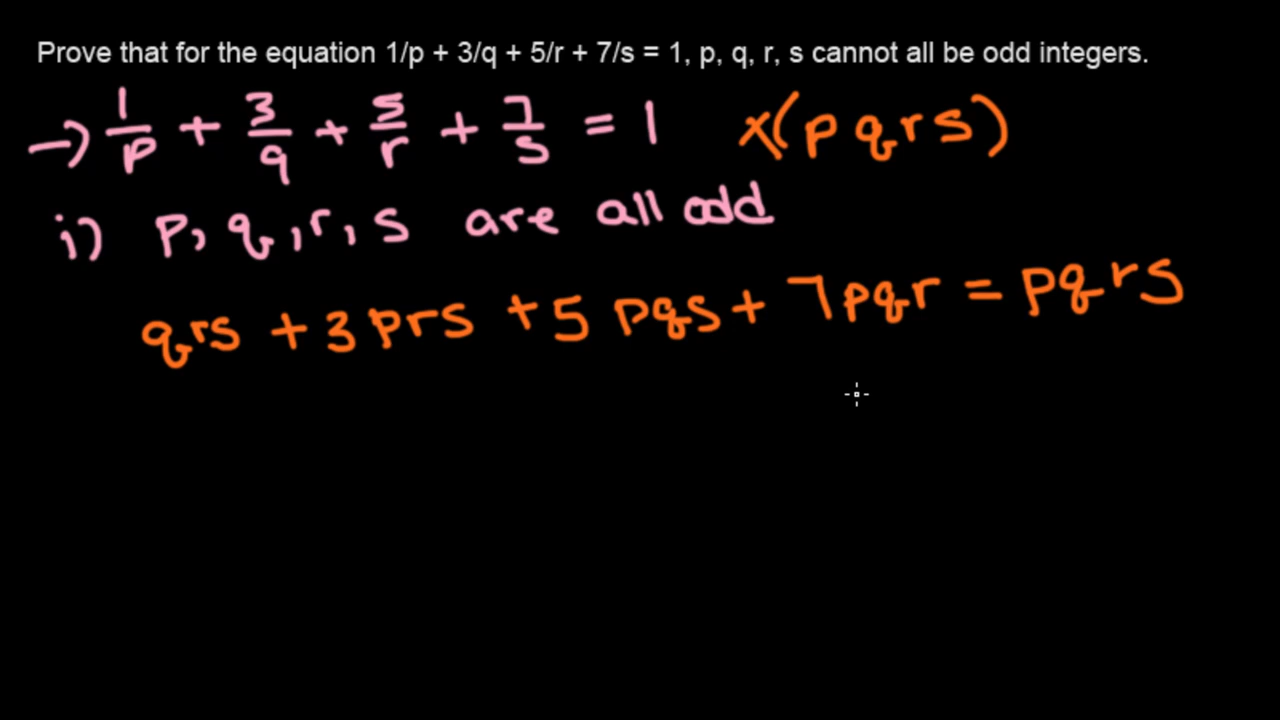 Prove that for the equation 1/p + 3/q + 5/r + 7/s = 1, p, q, r, s cannot all be odd integers.
→ 1/p + 3/q + 5/r + 7/s = 1 x(pqrs)
i) p, q, r, s are all odd
qrs + 3prs + 5pqs + 7pqr = pqrs